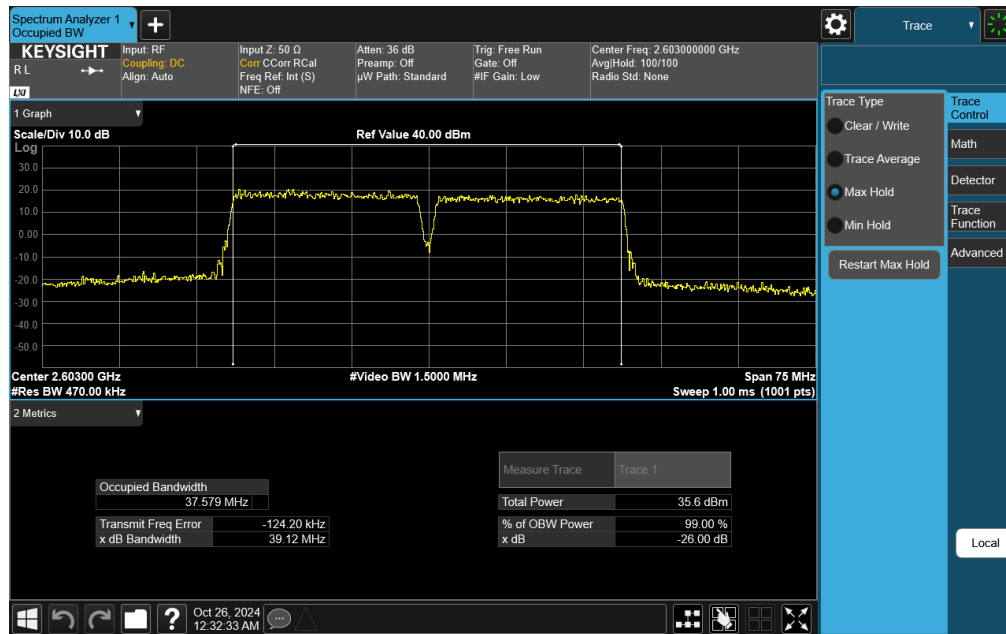 Spectrum Analyzer 1
Occupied BW
Trace
KEYSIGHT
R L
LXI
Input: RF
Coupling: DC
Align: Auto
Input Z: 50 Ω
Corr CCorr RCal
Freq Ref: Int (S)
NFE: Off
Atten: 36 dB
Preamp: Off
µW Path: Standard
Trig: Free Run
Gate: Off
#IF Gain: Low
Center Freq: 2.603000000 GHz
Avg|Hold: 100/100
Radio Std: None
1 Graph
Scale/Div 10.0 dB
Ref Value 40.00 dBm
Log
30.0
20.0
10.0
0.00
-10.0
-20.0
-30.0
-40.0
-50.0
Center 2.60300 GHz
#Video BW 1.5000 MHz
Span 75 MHz
#Res BW 470.00 kHz
Sweep 1.00 ms (1001 pts)
2 Metrics
Measure Trace Trace 1
Occupied Bandwidth
37.579 MHz
Total Power 35.6 dBm
Transmit Freq Error -124.20 kHz
% of OBW Power 99.00 %
x dB Bandwidth 39.12 MHz
x dB -26.00 dB
Trace Type
Clear / Write
Trace Average
Max Hold
Min Hold
Restart Max Hold
Trace
Control
Math
Detector
Trace
Function
Advanced
Local
?
Oct 26, 2024
12:32:33 AM